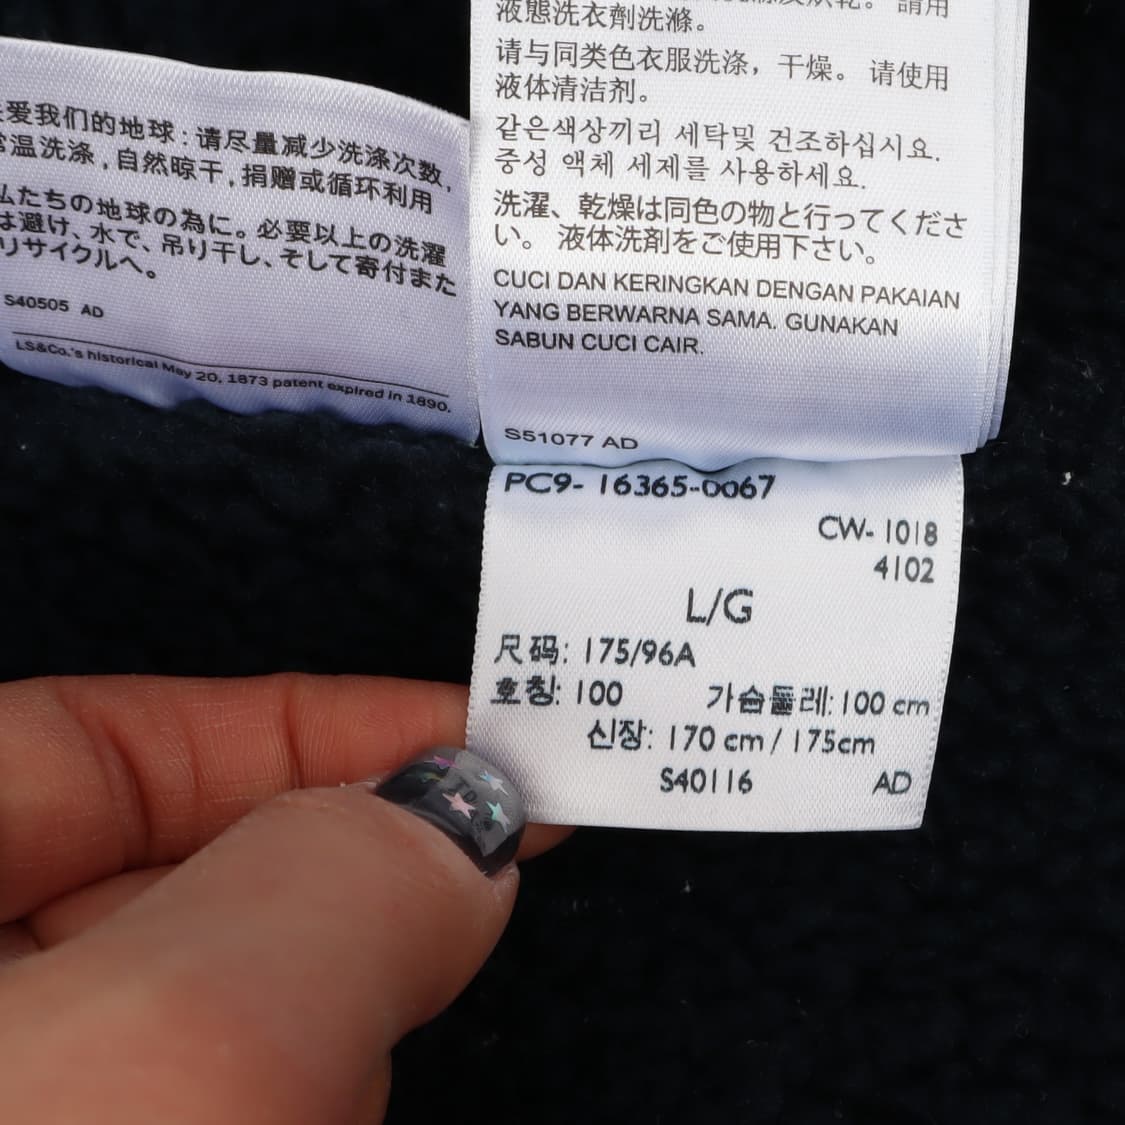 爱我们的地球：请尽量减少洗涤次数，
常温洗涤，自然晾干，捐赠或循环利用
私たちの地球の為に。必要以上の洗濯
は避け、水で、吊り干し、そして寄付また
リサイクルへ。
S40505 AD
LS&Co.'s historical May 20, 1873 patent expired in 1890.
請用
液態洗衣劑洗滌。
请与同类色衣服洗涤，干燥。请使用
液体清洁剂。
같은색상끼리 세탁및 건조하십시요.
중성 액체 세제를 사용하세요.
洗濯、乾燥は同色の物と行ってくださ
い。液体洗剤をご使用下さい。
CUCI DAN KERINGKAN DENGAN PAKAIAN
YANG BERWARNA SAMA. GUNAKAN
SABUN CUCI CAIR.
S51077 AD
PC9- 16365-0067
CW- 1018
4102
L/G
尺码: 175/96A
호칭: 100 가슴둘레: 100 cm
신장: 170 cm / 175cm
S40116 AD